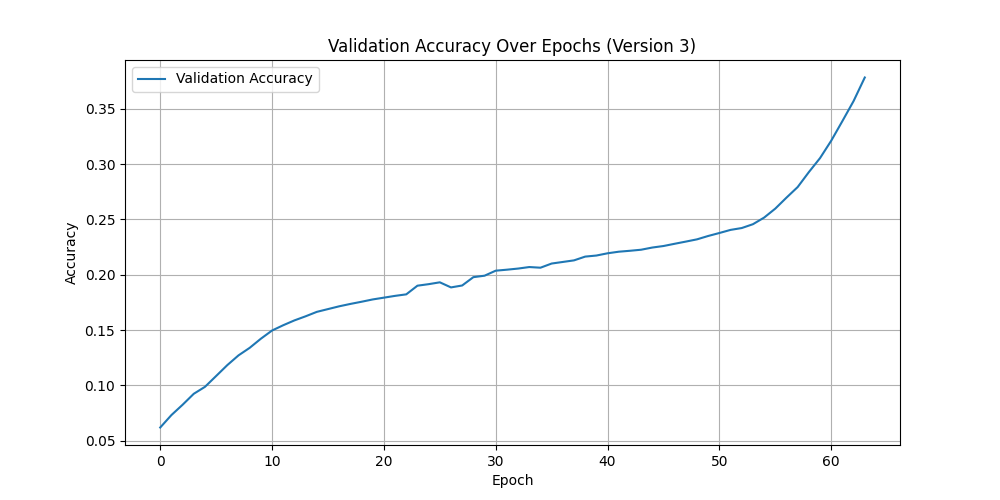 Validation Accuracy Over Epochs (Version 3)
Validation Accuracy
0.35
0.30
0.25
0.20
0.15
0.10
0.05
Accuracy
0 10 20 30 40 50 60
Epoch